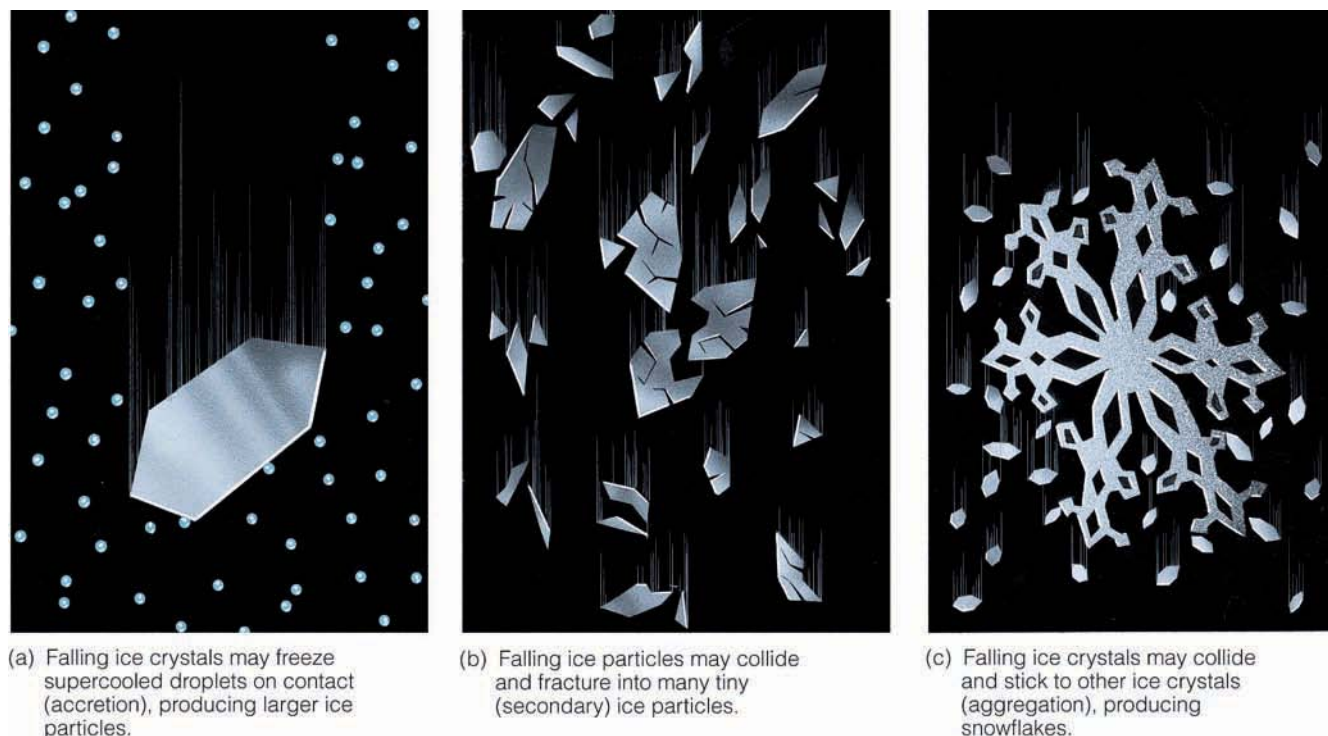 (a) Falling ice crystals may freeze
supercooled droplets on contact
(accretion), producing larger ice
particles.
(b) Falling ice particles may collide
and fracture into many tiny
(secondary) ice particles.
(c) Falling ice crystals may collide
and stick to other ice crystals
(aggregation), producing
snowflakes.